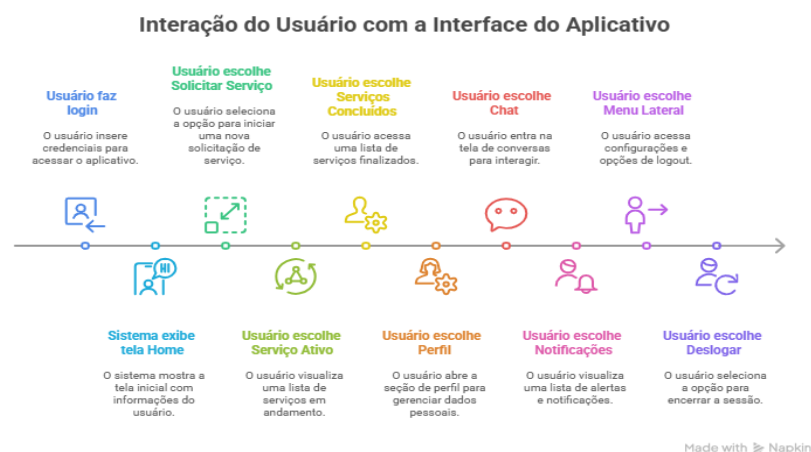 Interação do Usuário com a Interface do Aplicativo
Usuário faz
login
O usuário insere
credenciais para
acessar o aplicativo.
Usuário escolhe
Solicitar Serviço
O usuário seleciona
a opção para iniciar
uma nova
solicitação de
serviço.
Usuário escolhe
Serviços
Concluídos
O usuário acessa
uma lista de
serviços finalizados.
Usuário escolhe
Chat
O usuário entra na
tela de conversas
para interagir.
Usuário escolhe
Menu Lateral
O usuário acessa
configurações e
opções de logout.
HI
Sistema exibe
tela Home
O sistema mostra a
tela inicial com
informações do
usuário.
Usuário escolhe
Serviço Ativo
O usuário visualiza
uma lista de
serviços em
andamento.
Usuário escolhe
Perfil
O usuário abre a
seção de perfil para
gerenciar dados
pessoais.
Usuário escolhe
Notificações
O usuário visualiza
uma lista de alertas
e notificações.
Usuário escolhe
Deslogar
O usuário seleciona
a opção para
encerrar a sessão.
Made with Napkin